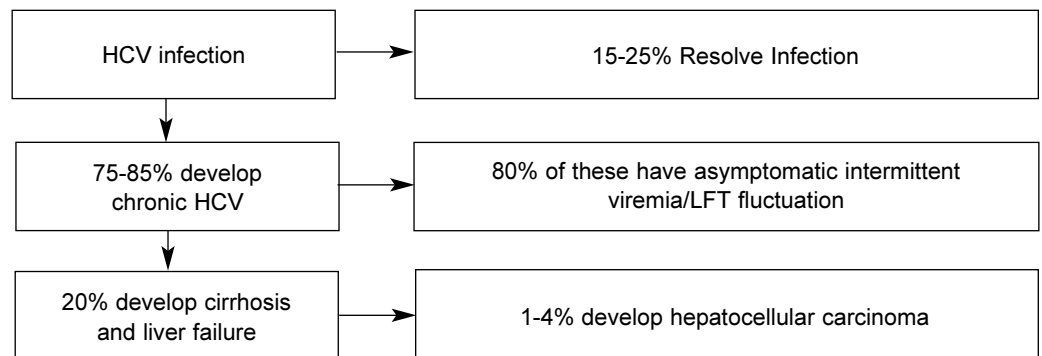 HCV infection
15-25% Resolve Infection
75-85% develop
chronic HCV
80% of these have asymptomatic intermittent
viremia/LFT fluctuation
20% develop cirrhosis
and liver failure
1-4% develop hepatocellular carcinoma